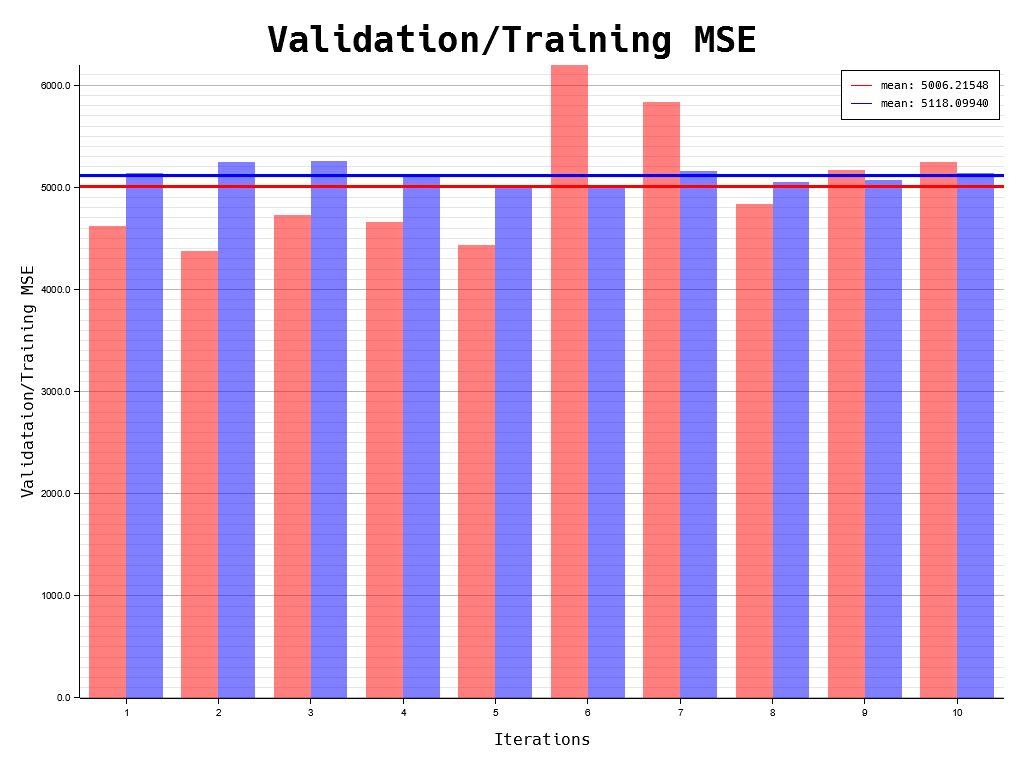 Validation/Training MSE
mean: 5006.21548
mean: 5118.09940
6000.0
5000.0
4000.0
3000.0
2000.0
1000.0
0.0
Validataion/Training MSE
1 2 3 4 5 6 7 8 9 10
Iterations